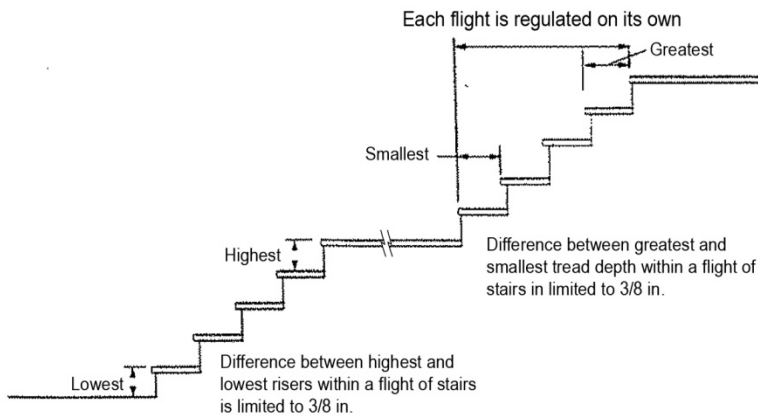 Each flight is regulated on its own
Greatest
Smallest
Highest
Difference between greatest and
smallest tread depth within a flight of
stairs in limited to 3/8 in.
Lowest
Difference between highest and
lowest risers within a flight of stairs
is limited to 3/8 in.